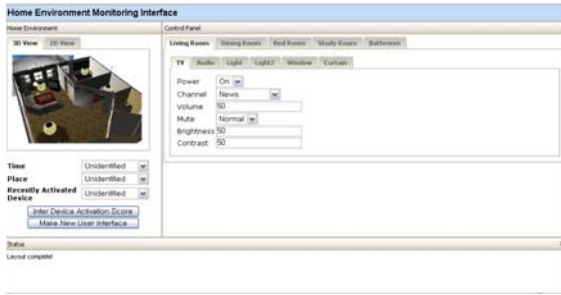 Home Environment Monitoring Interface
Home Environment
3D View 2D View
Time Unidentified
Place Unidentified
Recently Activated Device Unidentified
Infer Device Activation Score
Make New User Interface
Control Panel
Living Room Dining Room Bed Room Study Room Bathroom
TV Audio Light Light2 Window Curtain
Power On
Channel News
Volume 50
Mute Normal
Brightness 50
Contrast 50
Status
Layout complete!